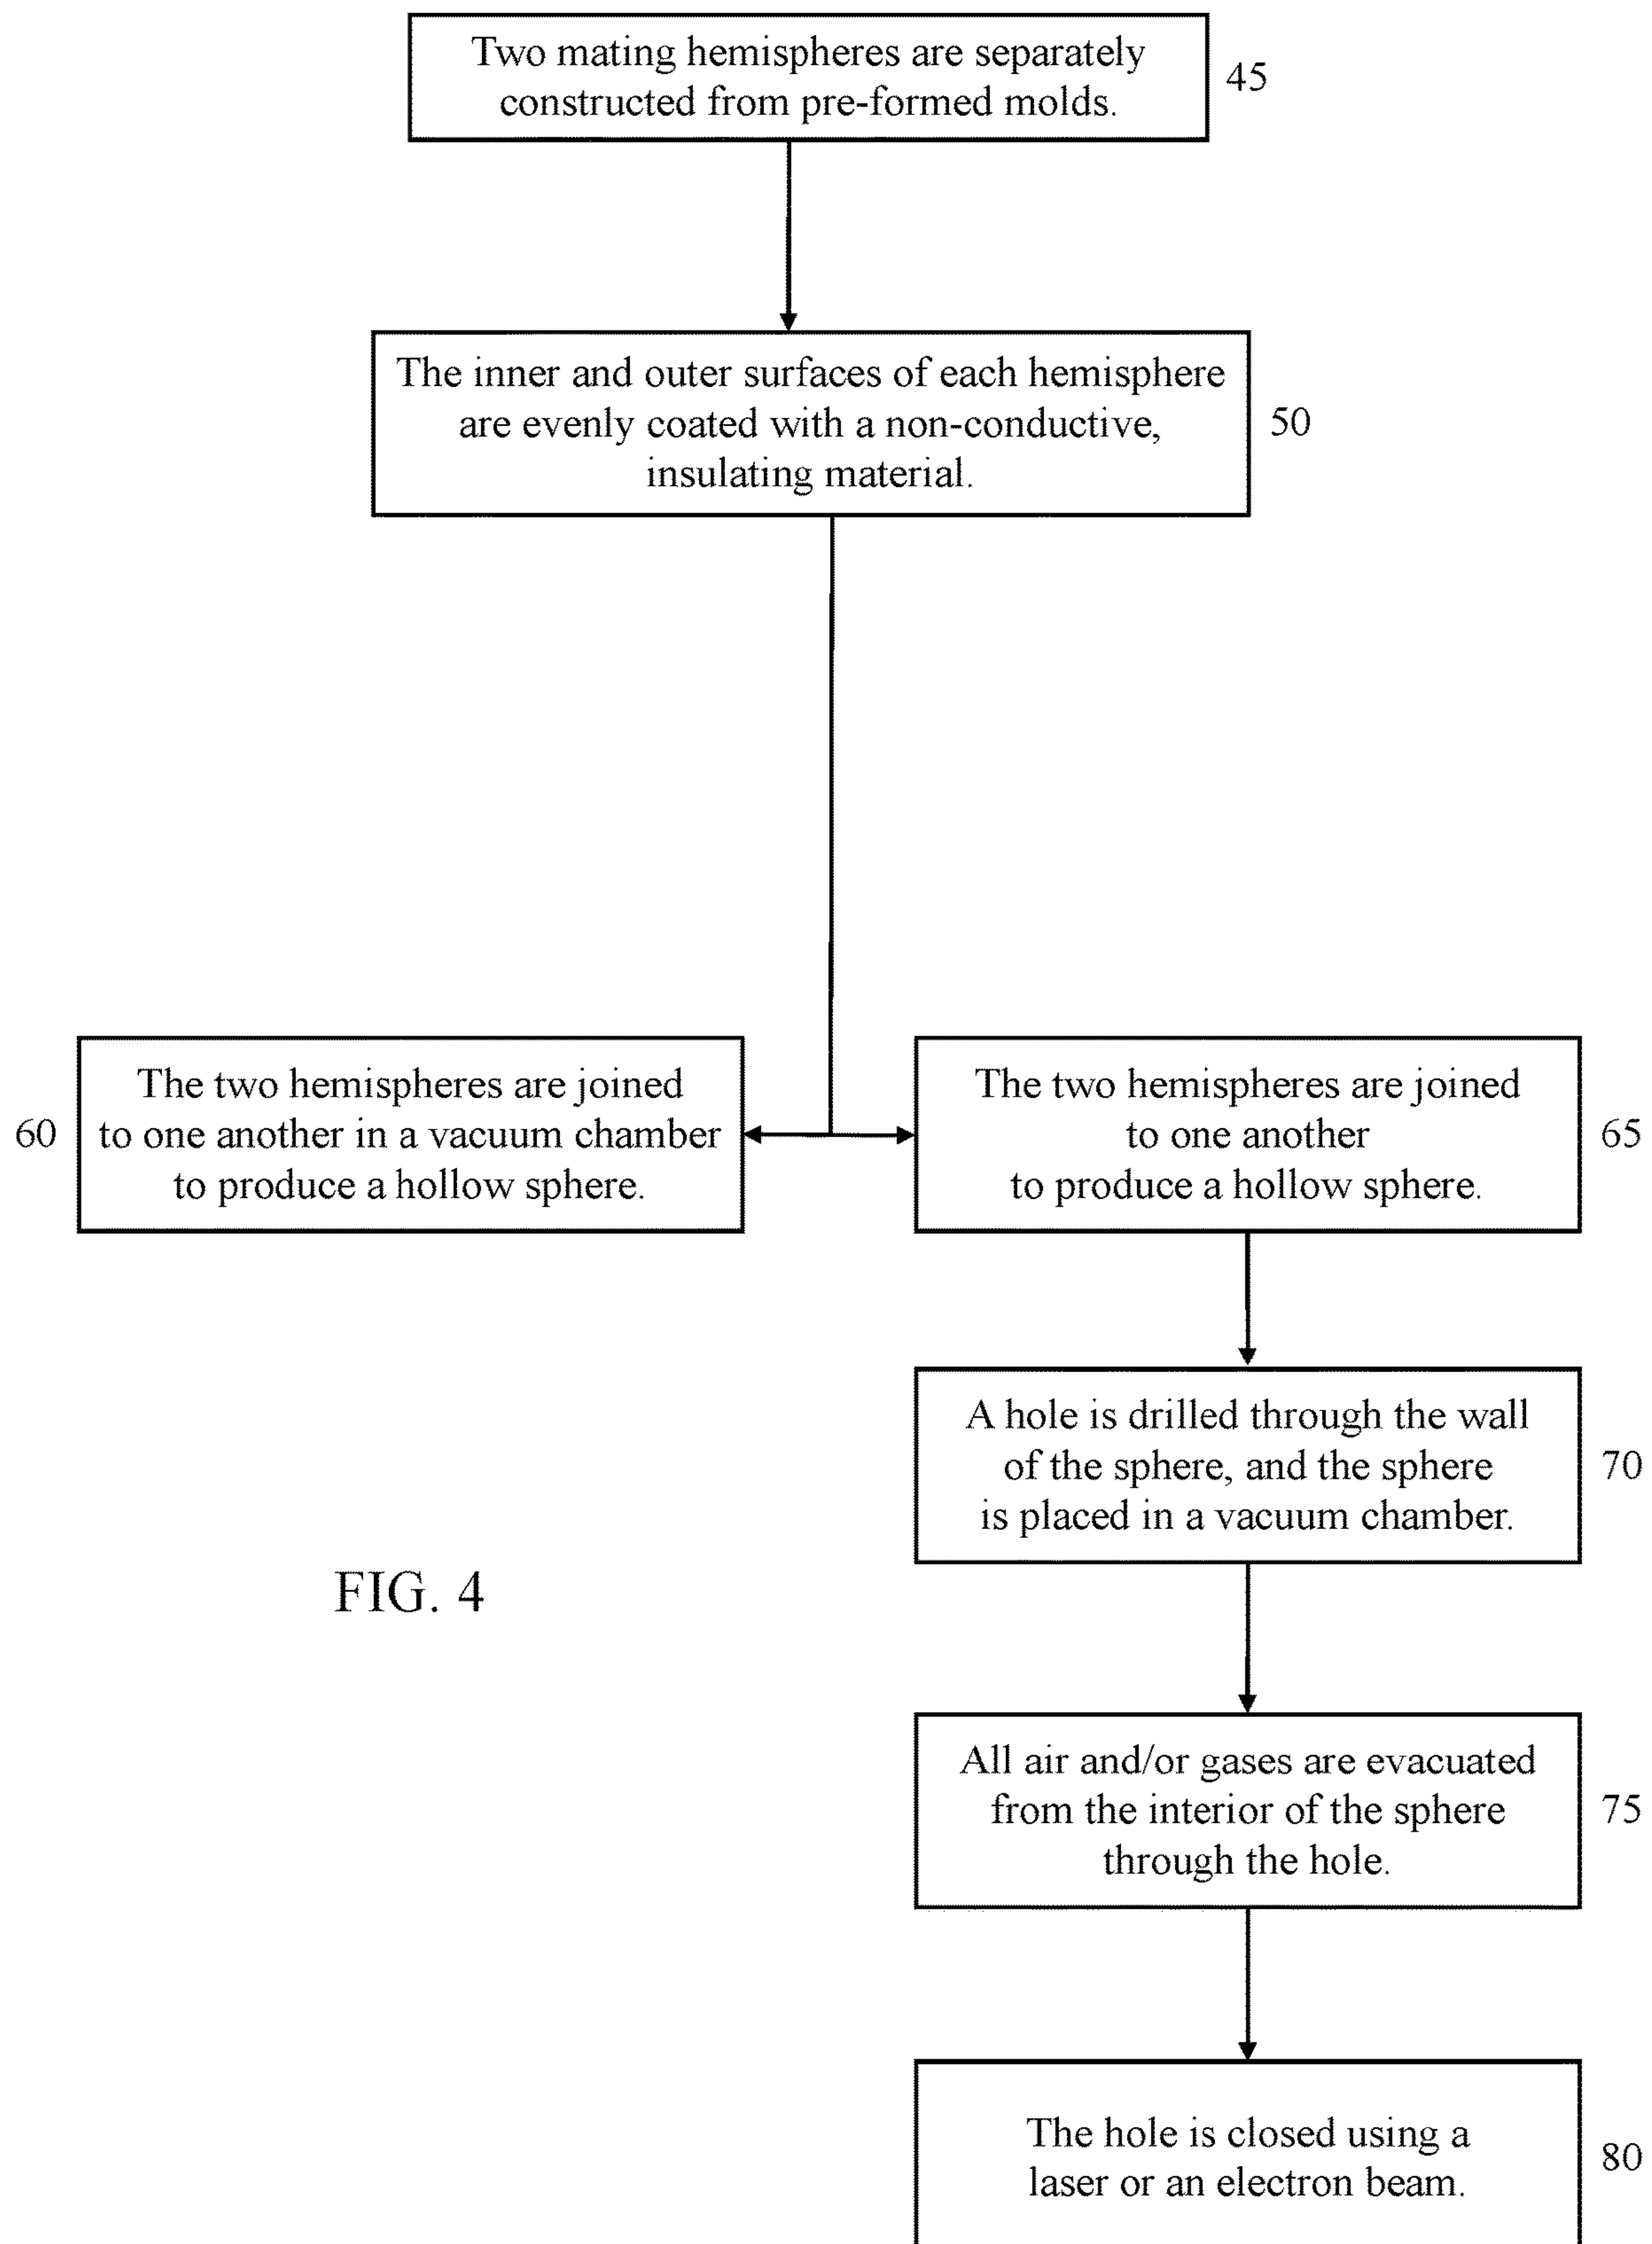 Two mating hemispheres are separately
constructed from pre-formed molds.
45
The inner and outer surfaces of each hemisphere
are evenly coated with a non-conductive,
insulating material.
50
60
The two hemispheres are joined
to one another in a vacuum chamber
to produce a hollow sphere.
The two hemispheres are joined
to one another
to produce a hollow sphere.
65
A hole is drilled through the wall
of the sphere, and the sphere
is placed in a vacuum chamber.
70
FIG. 4
All air and/or gases are evacuated
from the interior of the sphere
through the hole.
75
The hole is closed using a
laser or an electron beam.
80